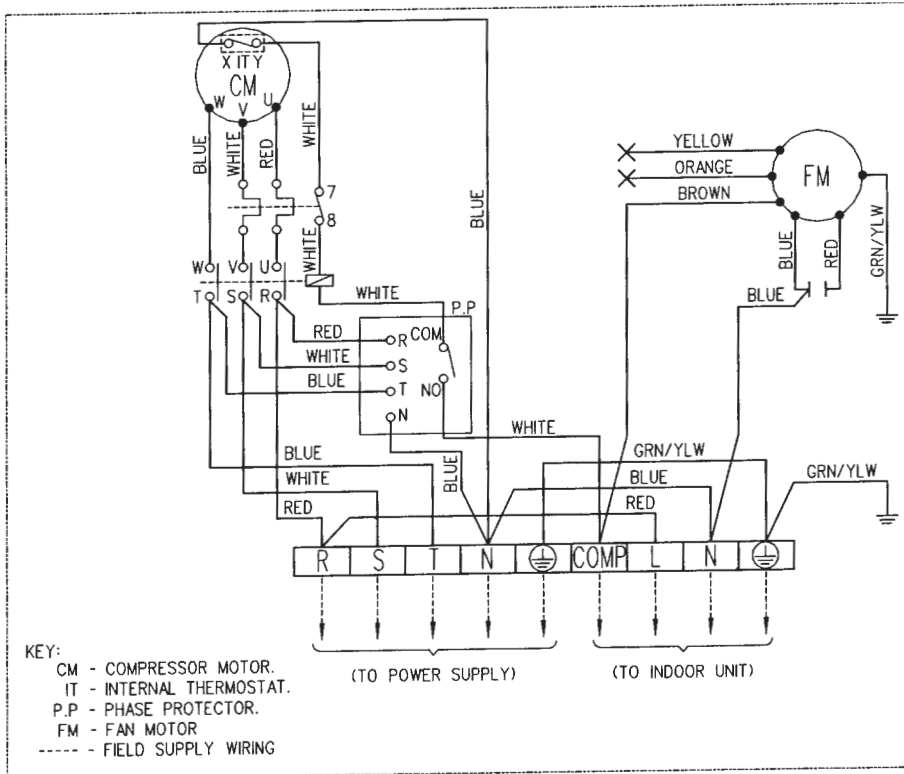 X IT Y
CM
W V U
BLUE
WHITE
RED
WHITE
BLUE
7
8
WHITE
W V U
T S R
WHITE
P.P
RED
R COM
WHITE
S
BLUE
T NO
N
WHITE
BLUE
WHITE
RED
BLUE
GRN/YLW
BLUE
RED
YELLOW
ORANGE
BROWN
FM
BLUE
RED
GRN/YLW
BLUE
GRN/YLW
R S T N COMP L N
(TO POWER SUPPLY)
(TO INDOOR UNIT)
KEY:
CM - COMPRESSOR MOTOR.
IT - INTERNAL THERMOSTAT.
P.P - PHASE PROTECTOR.
FM - FAN MOTOR
----- - FIELD SUPPLY WIRING